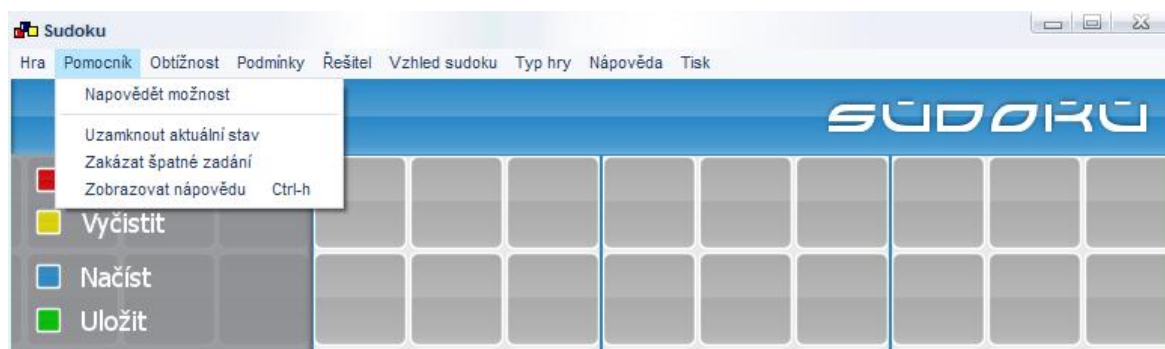 Sudoku
Hra Pomocník Obtížnost Podmínky Řešitel Vzhled sudoku Typ hry Nápověda Tisk
Napovědět možnost
SUDOKU
Uzamknout aktuální stav
Zakázat špatné zadání
Zobrazovat nápovědu Ctrl-h
Vyčistit
Načíst
Uložit